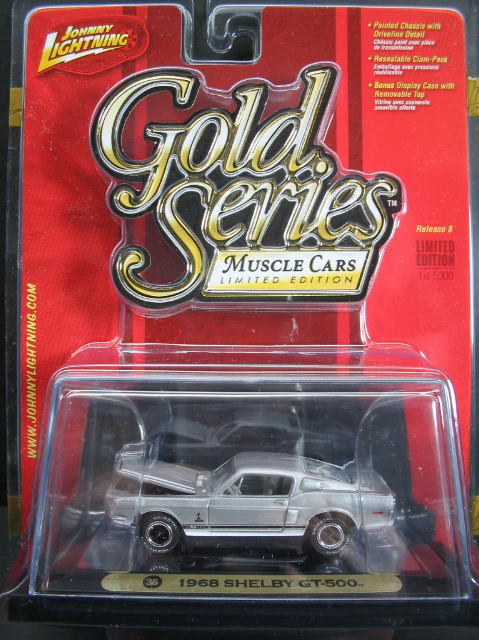 JOHNNY
LIGHTNING
• Painted Chassis with
Driveline Detail
Châssis peint avec pièce
de transmission
• Resealable Clam-Pack
Emballage avec pressions
réutilisable
• Bonus Display Case with
Removable Top
Vitrine avec couvercle
amovible offerte
Gold
Series
TM
MUSCLE CARS
LIMITED EDITION
Release 8
LIMITED
EDITION
1 of 5000
WWW.JOHNNYLIGHTNING.COM
36 1968 SHELBY GT-500